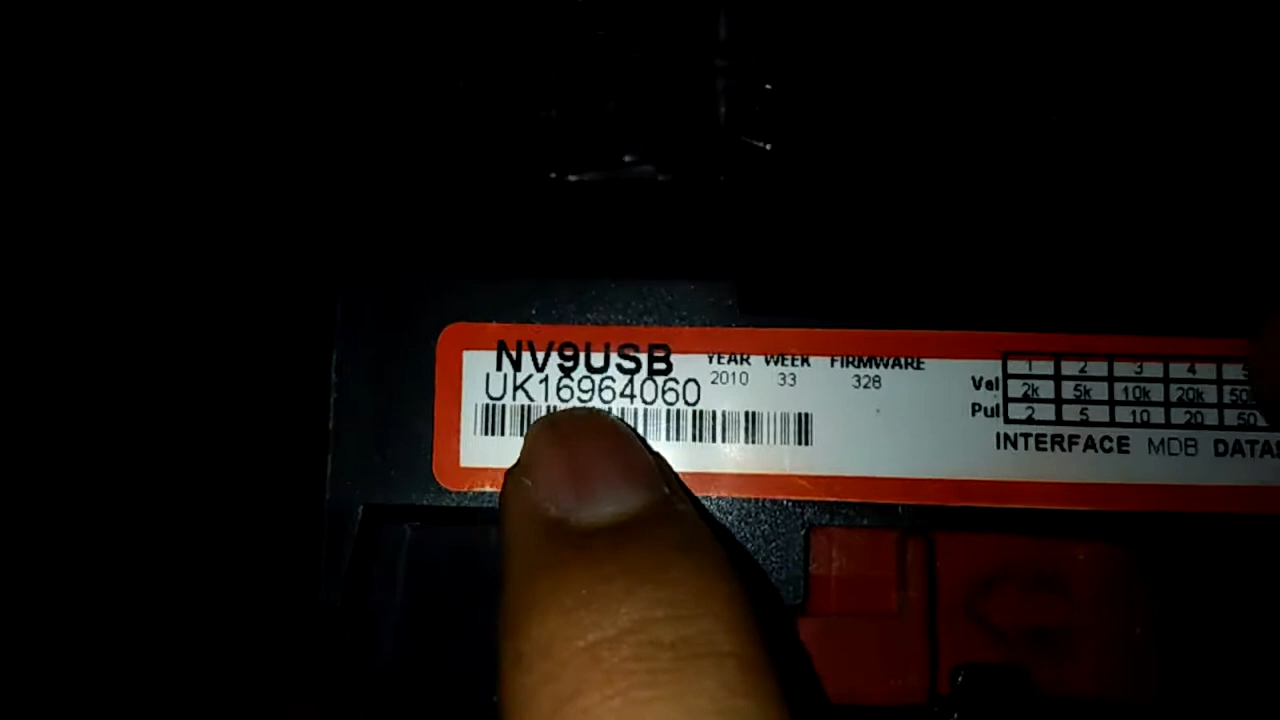 NV9USB YEAR WEEK FIRMWARE
UK16964060 2010 33 328
1 2 3 4 5
Val 2k 5k 10k 20k
Pul 2 5 10 20 50
INTERFACE MDB